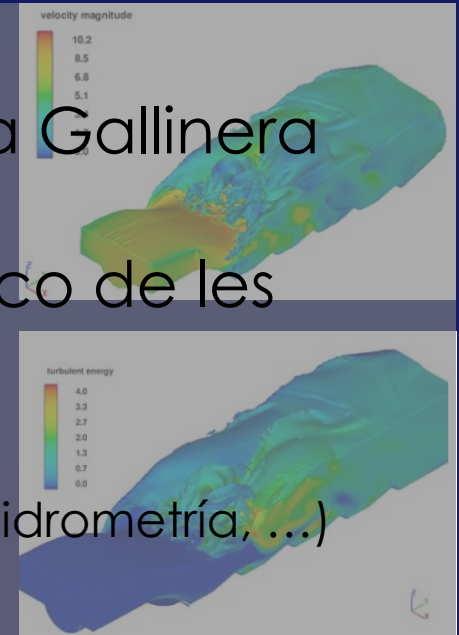 velocity magnitude
10.2
8.5
6.8
5.1
a Gallinera
co de les
turbulent energy
4.0
3.3
2.7
2.0
1.3
0.7
0.0
idrometría, ...)